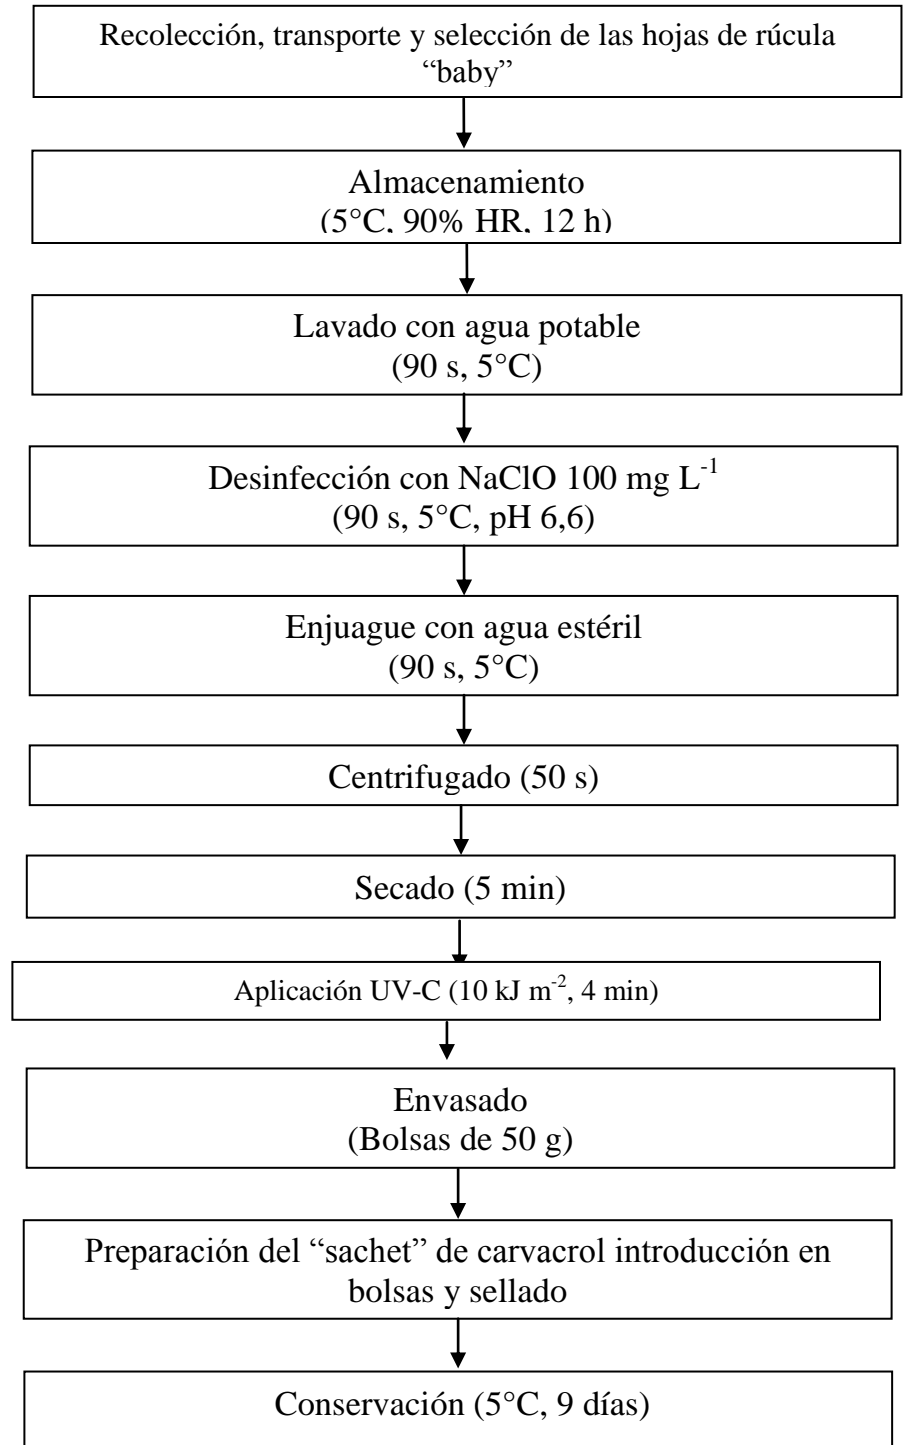 Recolección, transporte y selección de las hojas de rúcula
“baby”
Almacenamiento
(5°C, 90% HR, 12 h)
Lavado con agua potable
(90 s, 5°C)
Desinfección con NaClO 100 mg L⁻¹
(90 s, 5°C, pH 6,6)
Enjuague con agua estéril
(90 s, 5°C)
Centrifugado (50 s)
Secado (5 min)
Aplicación UV-C (10 kJ m⁻², 4 min)
Envasado
(Bolsas de 50 g)
Preparación del “sachet” de carvacrol introducción en
bolsas y sellado
Conservación (5°C, 9 días)